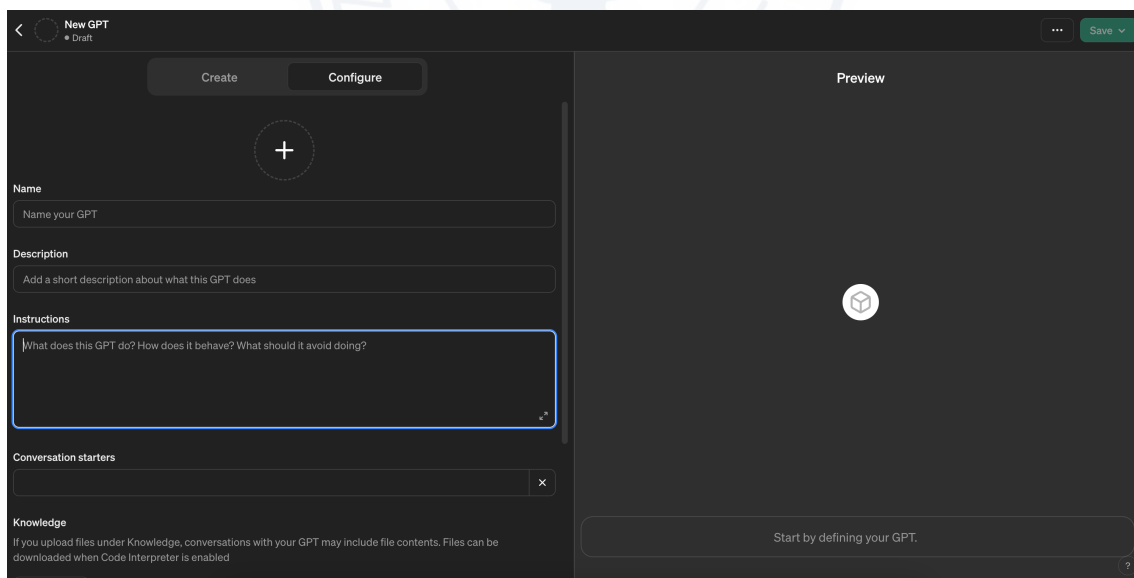 New GPT
• Draft
...
Save
Create
Configure
Name
Name your GPT
Description
Add a short description about what this GPT does
Instructions
What does this GPT do? How does it behave? What should it avoid doing?
Conversation starters
Knowledge
If you upload files under Knowledge, conversations with your GPT may include file contents. Files can be
downloaded when Code Interpreter is enabled
Preview
Start by defining your GPT.
?